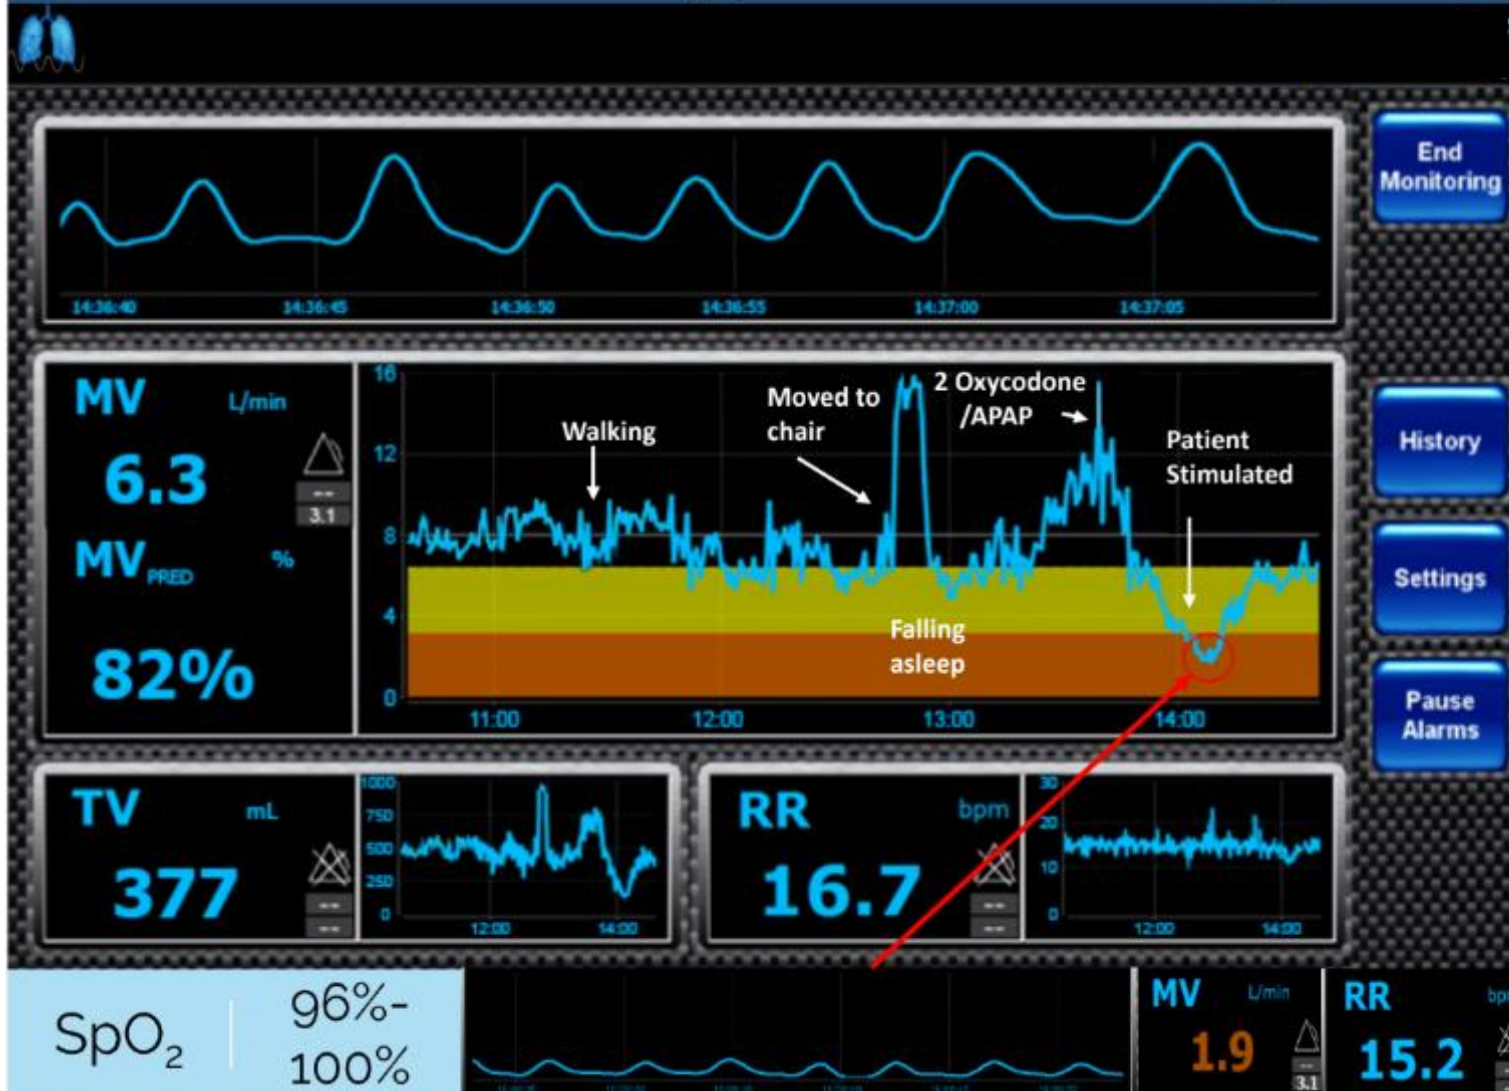 End
Monitoring
14:36:40 14:36:45 14:36:50 14:36:55 14:37:00 14:37:05
MV L/min
6.3
--
3.1
MV PRED %
82%
16
12
8
4
0
11:00 12:00 13:00 14:00
Walking
Moved to
chair
2 Oxycodone
/APAP
Patient
Stimulated
Falling
asleep
History
Settings
Pause
Alarms
TV mL
377
--
--
1000
750
500
250
0
12:00 14:00
RR bpm
16.7
--
--
30
20
10
0
12:00 14:00
SpO2
96%-
100%
MV L/min
1.9
--
3.1
RR
15.2